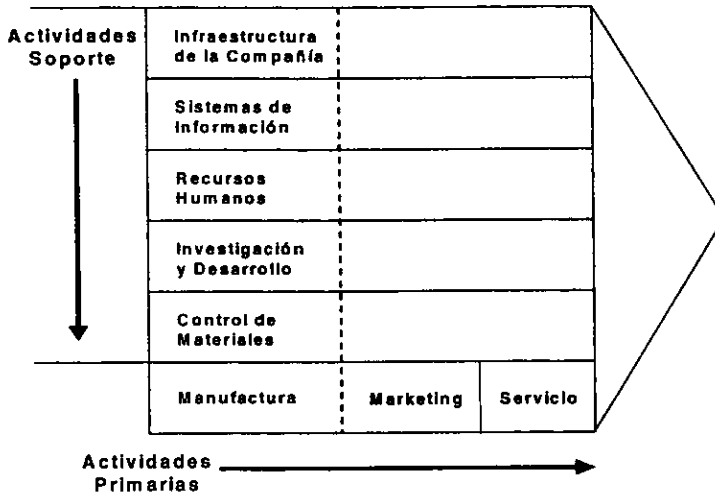 Actividades
Soporte
Infraestructura
de la Compañía
Sistemas de
Información
Recursos
Humanos
Investigación
y Desarrollo
Control de
Materiales
Manufactura
Marketing
Servicio
Actividades
Primarias